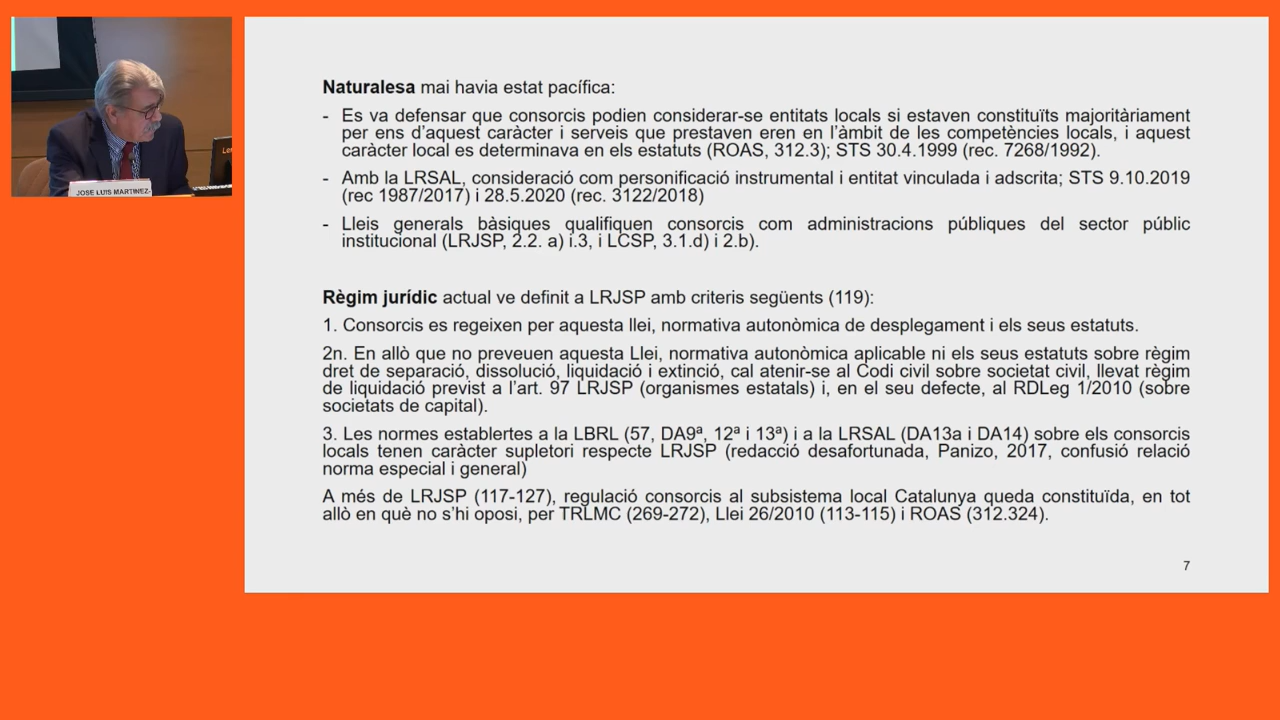 JOSE LUIS MARTINEZ-
Naturalesa mai havia estat pacífica:
- Es va defensar que consorcis podien considerar-se entitats locals si estaven constituïts majoritàriament
per ens d'aquest caràcter i serveis que prestaven eren en l'àmbit de les competències locals, i aquest
caràcter local es determinava en els estatuts (ROAS, 312.3); STS 30.4.1999 (rec. 7268/1992).
- Amb la LRSAL, consideració com personificació instrumental i entitat vinculada i adscrita; STS 9.10.2019
(rec 1987/2017) i 28.5.2020 (rec. 3122/2018)
- Lleis generals bàsiques qualifiquen consorcis com administracions públiques del sector públic
institucional (LRJSP, 2.2. a) i.3, i LCSP, 3.1.d) i 2.b).
Règim jurídic actual ve definit a LRJSP amb criteris següents (119):
1. Consorcis es regeixen per aquesta llei, normativa autonòmica de desplegament i els seus estatuts.
2n. En allò que no preveuen aquesta Llei, normativa autonòmica aplicable ni els seus estatuts sobre règim
dret de separació, dissolució, liquidació i extinció, cal atenir-se al Codi civil sobre societat civil, llevat règim
de liquidació previst a l'art. 97 LRJSP (organismes estatals) i, en el seu defecte, al RDLeg 1/2010 (sobre
societats de capital).
3. Les normes establertes a la LBRL (57, DA9ª, 12ª i 13ª) i a la LRSAL (DA13a i DA14) sobre els consorcis
locals tenen caràcter supletori respecte LRJSP (redacció desafortunada, Panizo, 2017, confusió relació
norma especial i general)
A més de LRJSP (117-127), regulació consorcis al subsistema local Catalunya queda constituïda, en tot
allò en què no s'hi oposi, per TRLMC (269-272), Llei 26/2010 (113-115) i ROAS (312.324).
7